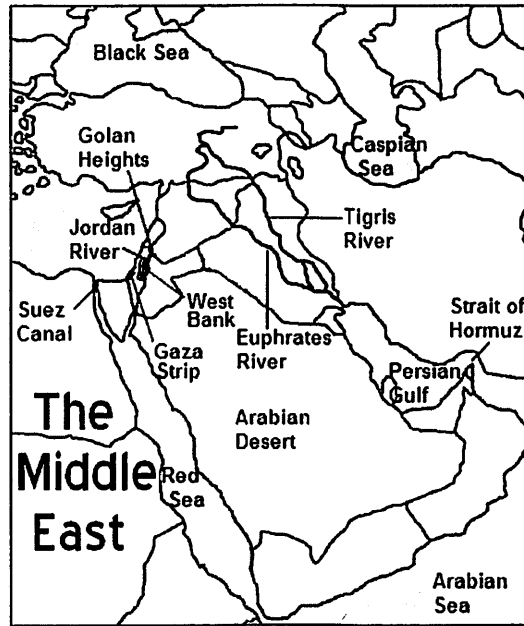 Black Sea
Golan
Heights
Caspian
Sea
Jordan
River
Tigris
River
Suez
Canal
West
Bank
Gaza
Strip
Euphrates
River
Strait of
Hormuz
Persian
Gulf
The
Middle
East
Arabian
Desert
Red
Sea
Arabian
Sea